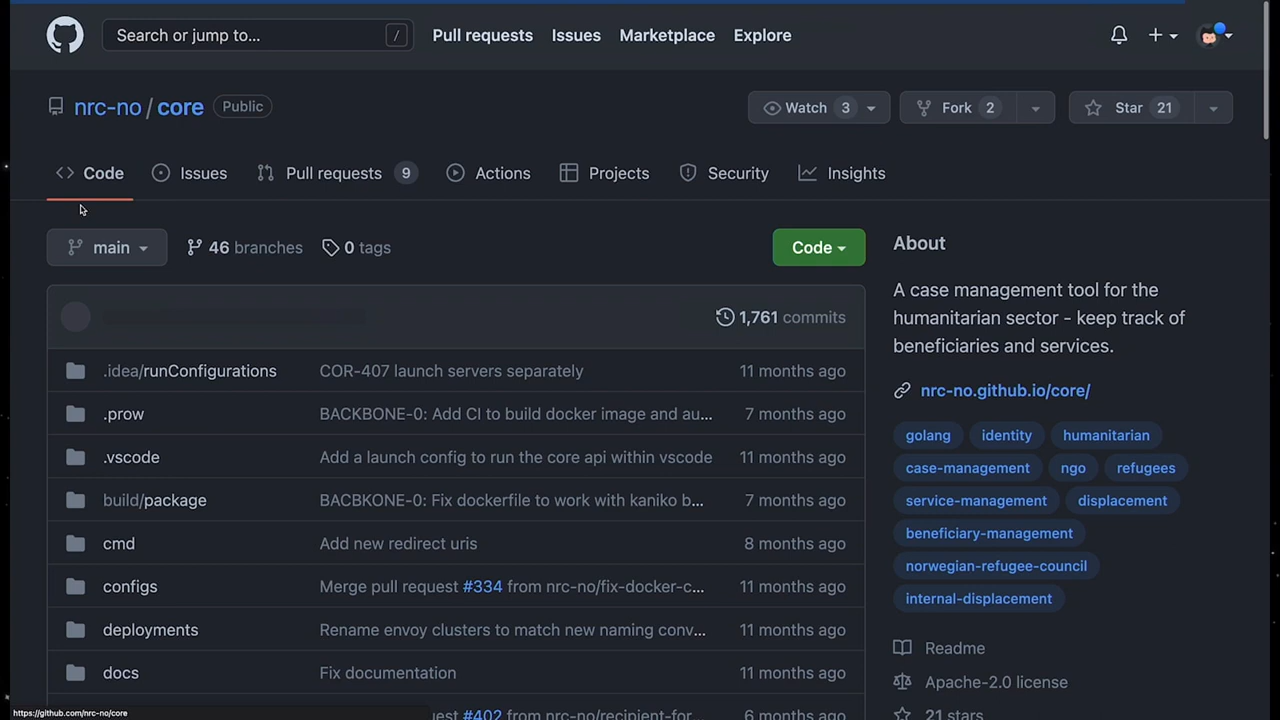 Search or jump to... / Pull requests Issues Marketplace Explore
nrc-no / core Public Watch 3 Fork 2 Star 21
Code Issues Pull requests 9 Actions Projects Security Insights
main 46 branches 0 tags Code
1,761 commits
.idea/runConfigurations COR-407 launch servers separately 11 months ago
.prow BACKBONE-0: Add CI to build docker image and au... 7 months ago
.vscode Add a launch config to run the core api within vscode 11 months ago
build/package BACBKONE-0: Fix dockerfile to work with kaniko b... 7 months ago
cmd Add new redirect uris 8 months ago
configs Merge pull request #334 from nrc-no/fix-docker-c... 11 months ago
deployments Rename envoy clusters to match new naming conv... 11 months ago
docs Fix documentation 11 months ago
#402 from nrc-no/recipient-for... 6 months ago
About
A case management tool for the
humanitarian sector - keep track of
beneficiaries and services.
nrc-no.github.io/core/
golang identity humanitarian
case-management ngo refugees
service-management displacement
beneficiary-management
norwegian-refugee-council
internal-displacement
Readme
Apache-2.0 license
21 stars
https://github.com/nrc-no/core